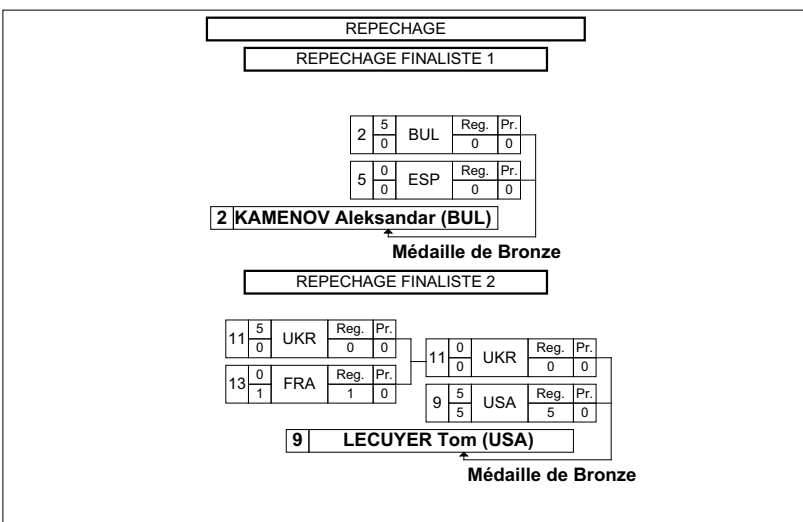 REPECHAGE
REPECHAGE FINALISTE 1
2 5 BUL Reg. Pr.
0 0 0
5 0 ESP Reg. Pr.
0 0 0
2 KAMENOV Aleksandar (BUL)
Médaille de Bronze
REPECHAGE FINALISTE 2
11 5 UKR Reg. Pr.
0 0 0
13 0 FRA Reg. Pr.
1 1 0
11 0 UKR Reg. Pr.
0 0 0
9 5 USA Reg. Pr.
5 5 0
9 LECUYER Tom (USA)
Médaille de Bronze